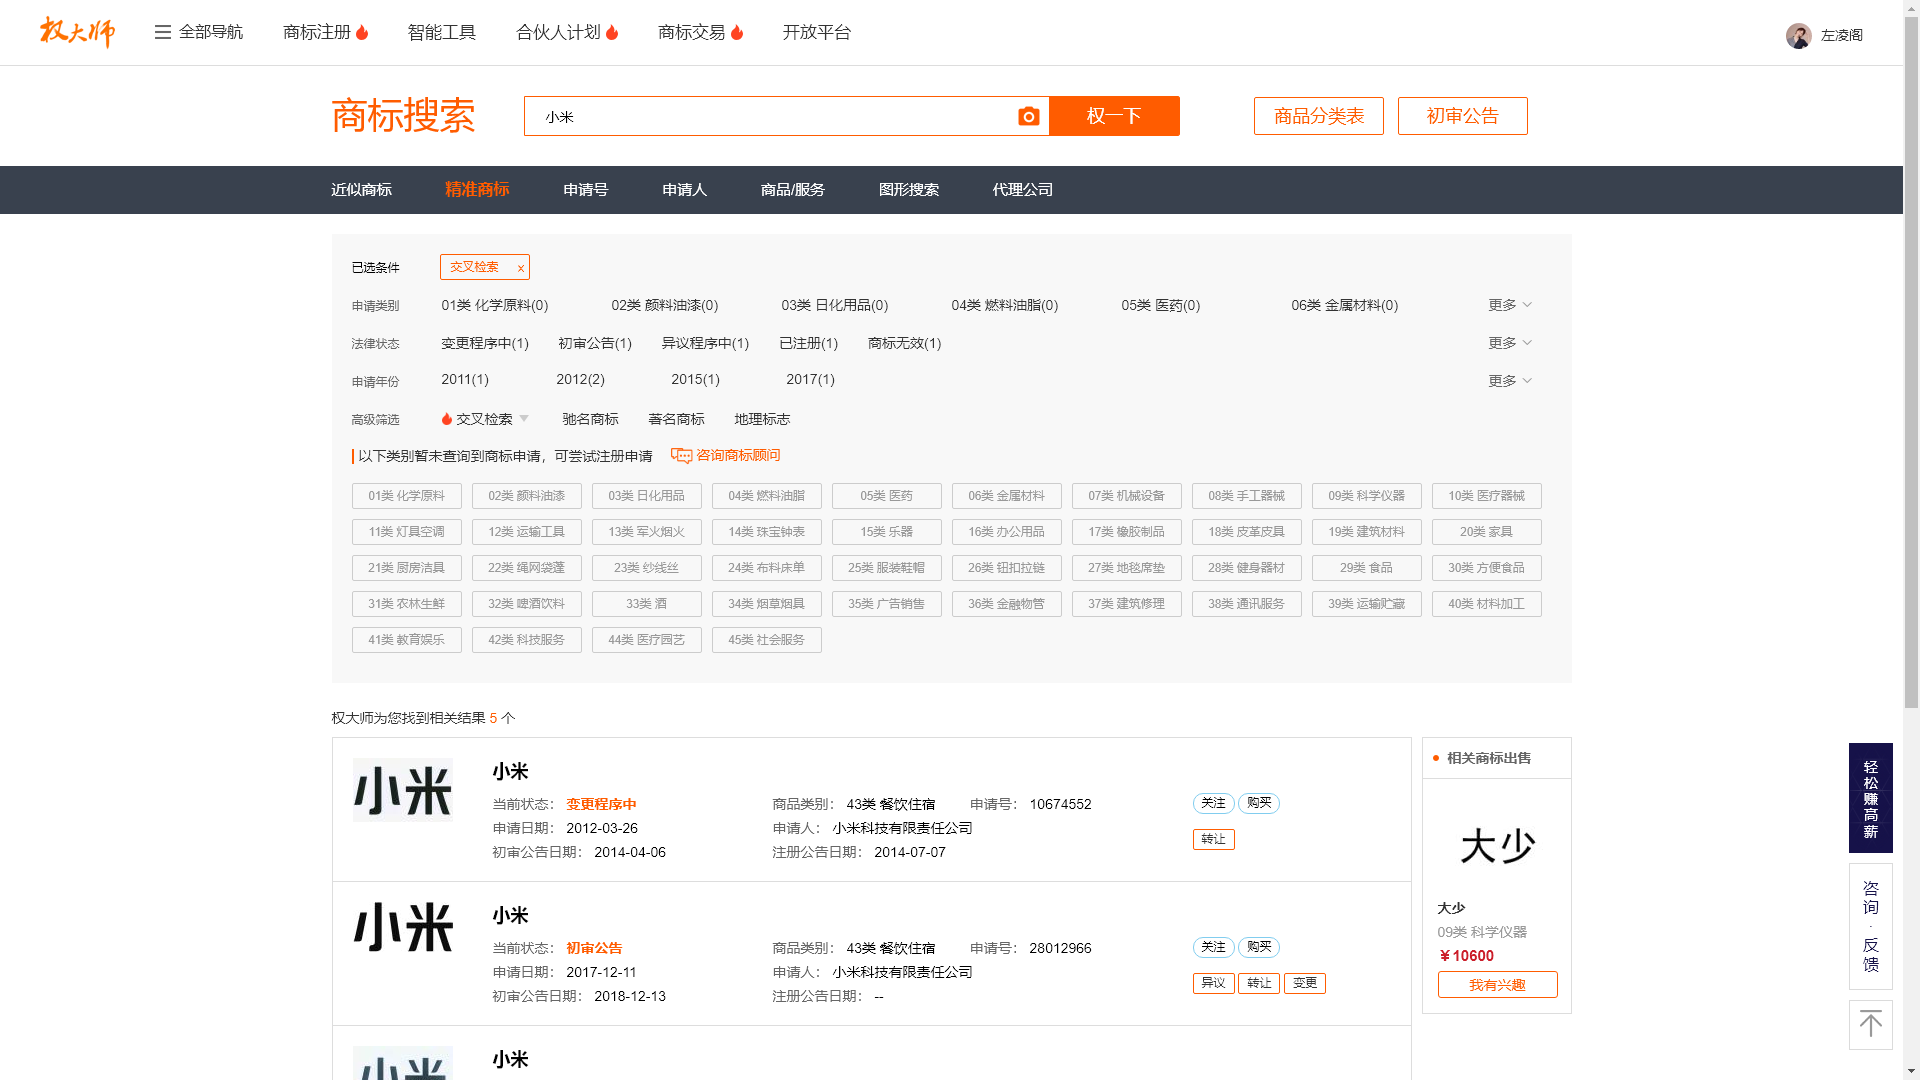 权大师 全部导航 商标注册 智能工具 合伙人计划 商标交易 开放平台 左凌阁
商标搜索 小米 权一下 商品分类表 初审公告
近似商标 精准商标 申请号 申请人 商品/服务 图形搜索 代理公司
已选条件 交叉检索 x
申请类别 01类 化学原料(0) 02类 颜料油漆(0) 03类 日化用品(0) 04类 燃料油脂(0) 05类 医药(0) 06类 金属材料(0) 更多
法律状态 变更程序中(1) 初审公告(1) 异议程序中(1) 已注册(1) 商标无效(1) 更多
申请年份 2011(1) 2012(2) 2015(1) 2017(1) 更多
高级筛选 交叉检索 驰名商标 著名商标 地理标志
以下类别暂未查询到商标申请，可尝试注册申请 咨询商标顾问
01类 化学原料 02类 颜料油漆 03类 日化用品 04类 燃料油脂 05类 医药 06类 金属材料 07类 机械设备 08类 手工器械 09类 科学仪器 10类 医疗器械
11类 灯具空调 12类 运输工具 13类 军火烟火 14类 珠宝钟表 15类 乐器 16类 办公用品 17类 橡胶制品 18类 皮革皮具 19类 建筑材料 20类 家具
21类 厨房洁具 22类 绳网袋蓬 23类 纱线丝 24类 布料床单 25类 服装鞋帽 26类 钮扣拉链 27类 地毯席垫 28类 健身器材 29类 食品 30类 方便食品
31类 农林生鲜 32类 啤酒饮料 33类 酒 34类 烟草烟具 35类 广告销售 36类 金融物管 37类 建筑修理 38类 通讯服务 39类 运输贮藏 40类 材料加工
41类 教育娱乐 42类 科技服务 44类 医疗园艺 45类 社会服务
权大师为您找到相关结果 5 个
小米 小米
当前状态： 变更程序中 商品类别： 43类 餐饮住宿 申请号： 10674552 关注 购买
申请日期： 2012-03-26 申请人： 小米科技有限责任公司 转让
初审公告日期： 2014-04-06 注册公告日期： 2014-07-07
小米 小米
当前状态： 初审公告 商品类别： 43类 餐饮住宿 申请号： 28012966 关注 购买
申请日期： 2017-12-11 申请人： 小米科技有限责任公司 异议 转让 变更
初审公告日期： 2018-12-13 注册公告日期： --
小米 小米
相关商标出售
大少
大少
09类 科学仪器
￥10600
我有兴趣
轻松赚高薪
咨询·反馈